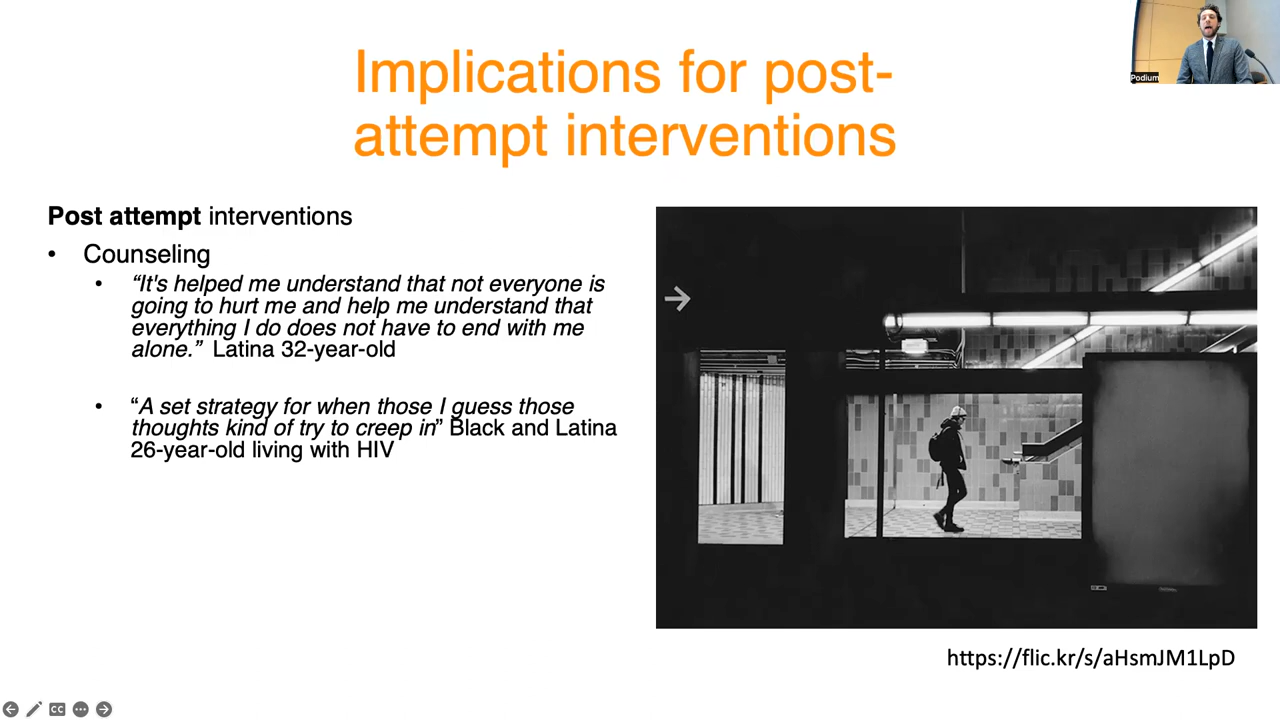 Implications for post-
attempt interventions
Podium
Post attempt interventions
• Counseling
• “It's helped me understand that not everyone is
going to hurt me and help me understand that
everything I do does not have to end with me
alone.” Latina 32-year-old
• “A set strategy for when those I guess those
thoughts kind of try to creep in” Black and Latina
26-year-old living with HIV
https://flic.kr/s/aHsmJM1LpD
CC